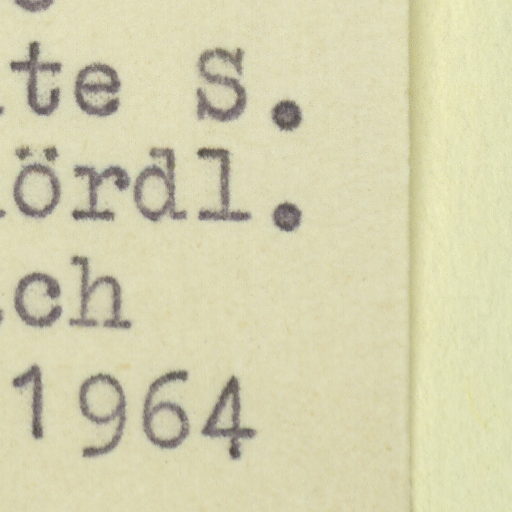 te S.
ördl.
ch
1964